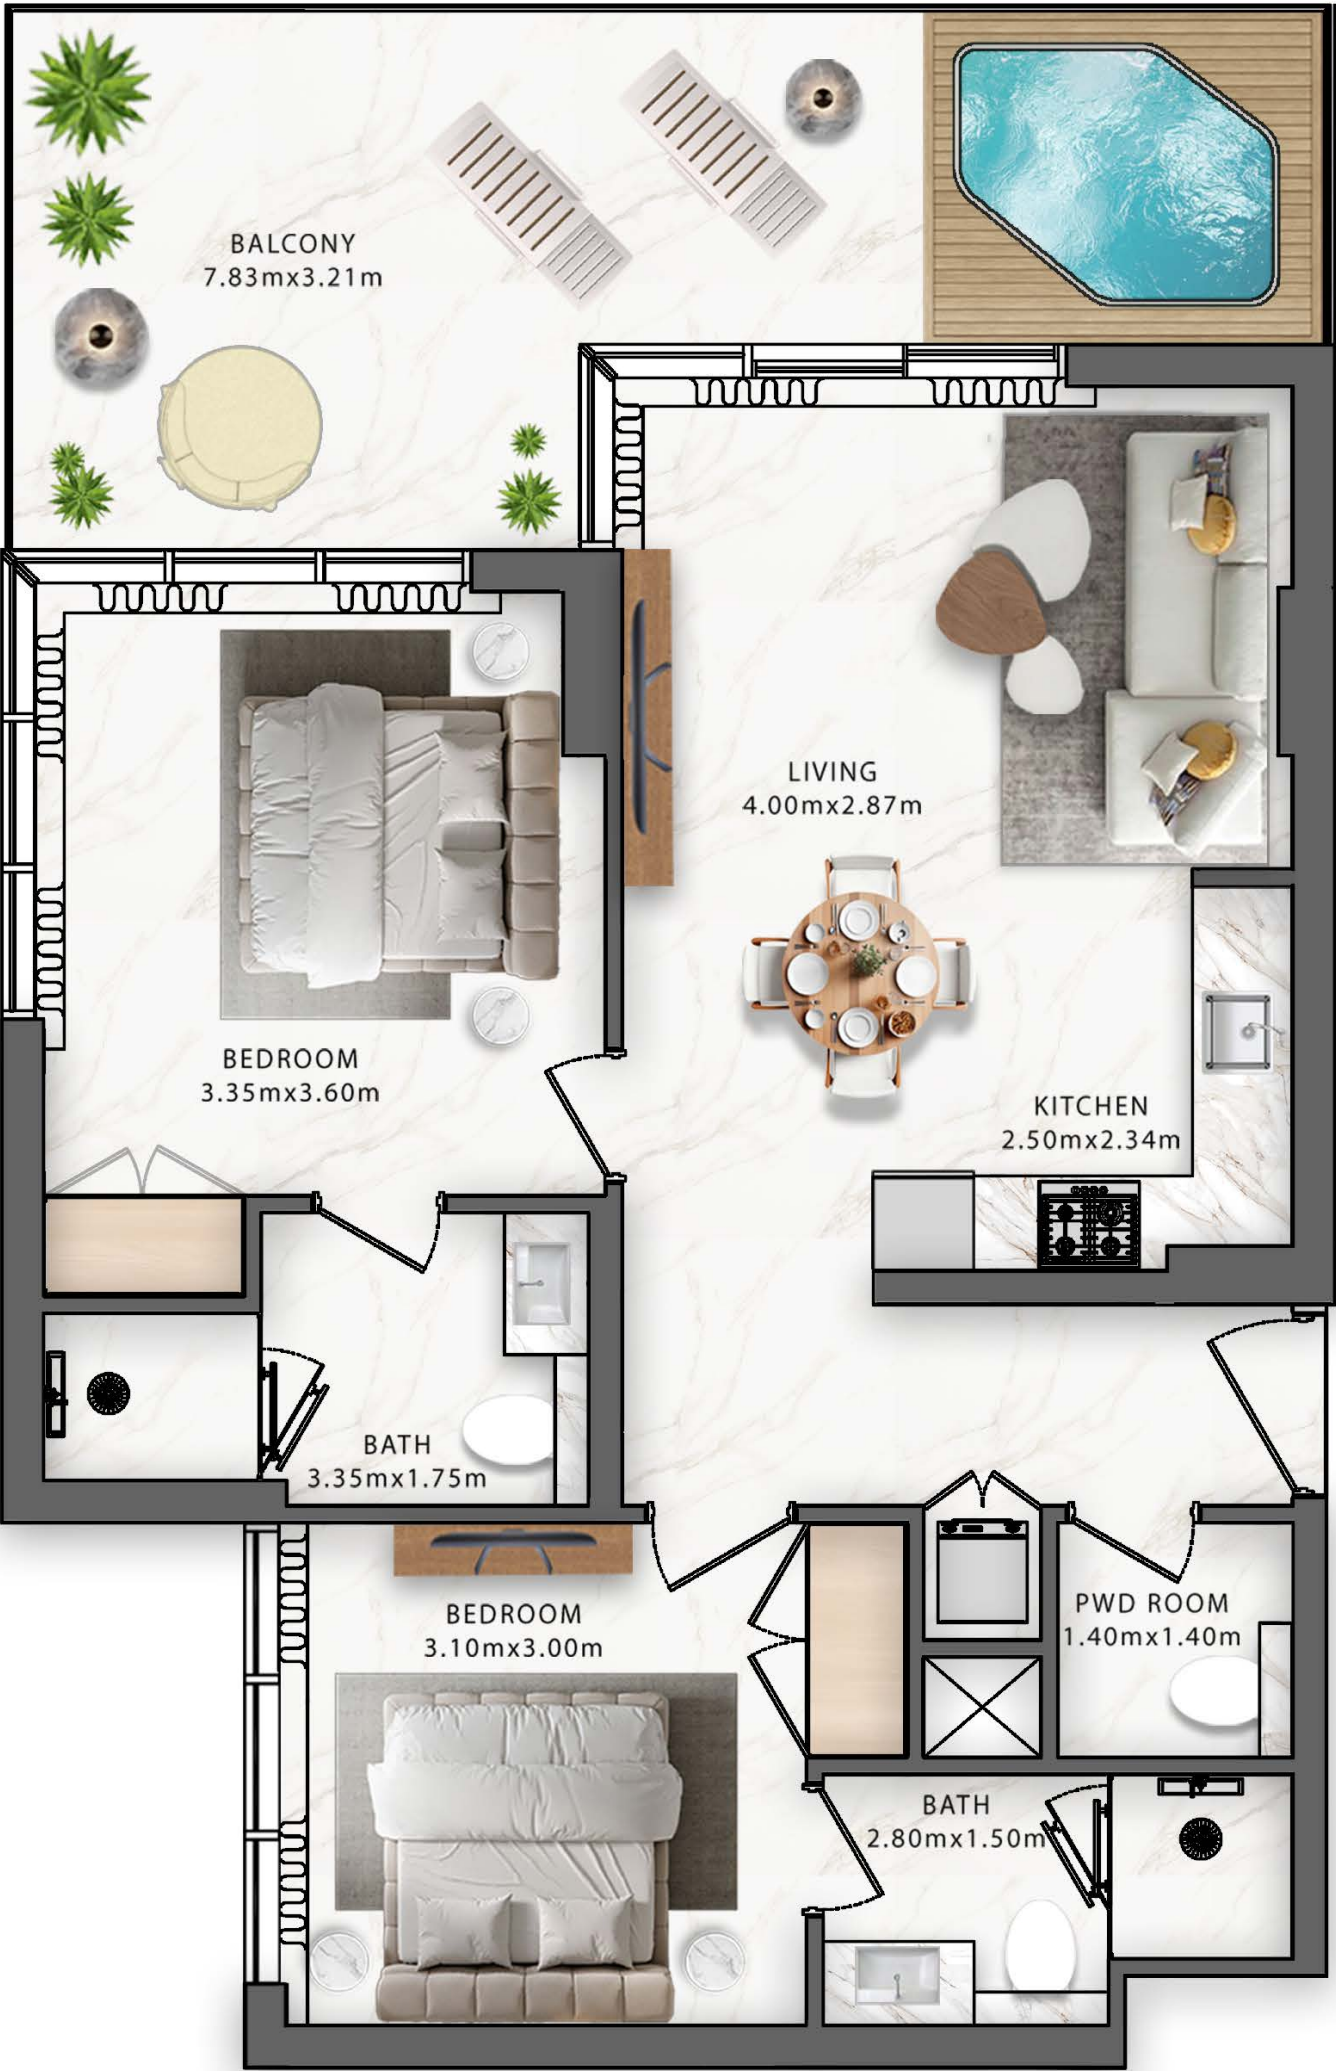 BALCONY
7.83mx3.21m
LIVING
4.00mx2.87m
BEDROOM
3.35mx3.60m
KITCHEN
2.50mx2.34m
BATH
3.35mx1.75m
BEDROOM
3.10mx3.00m
PWD ROOM
1.40mx1.40m
BATH
2.80mx1.50m